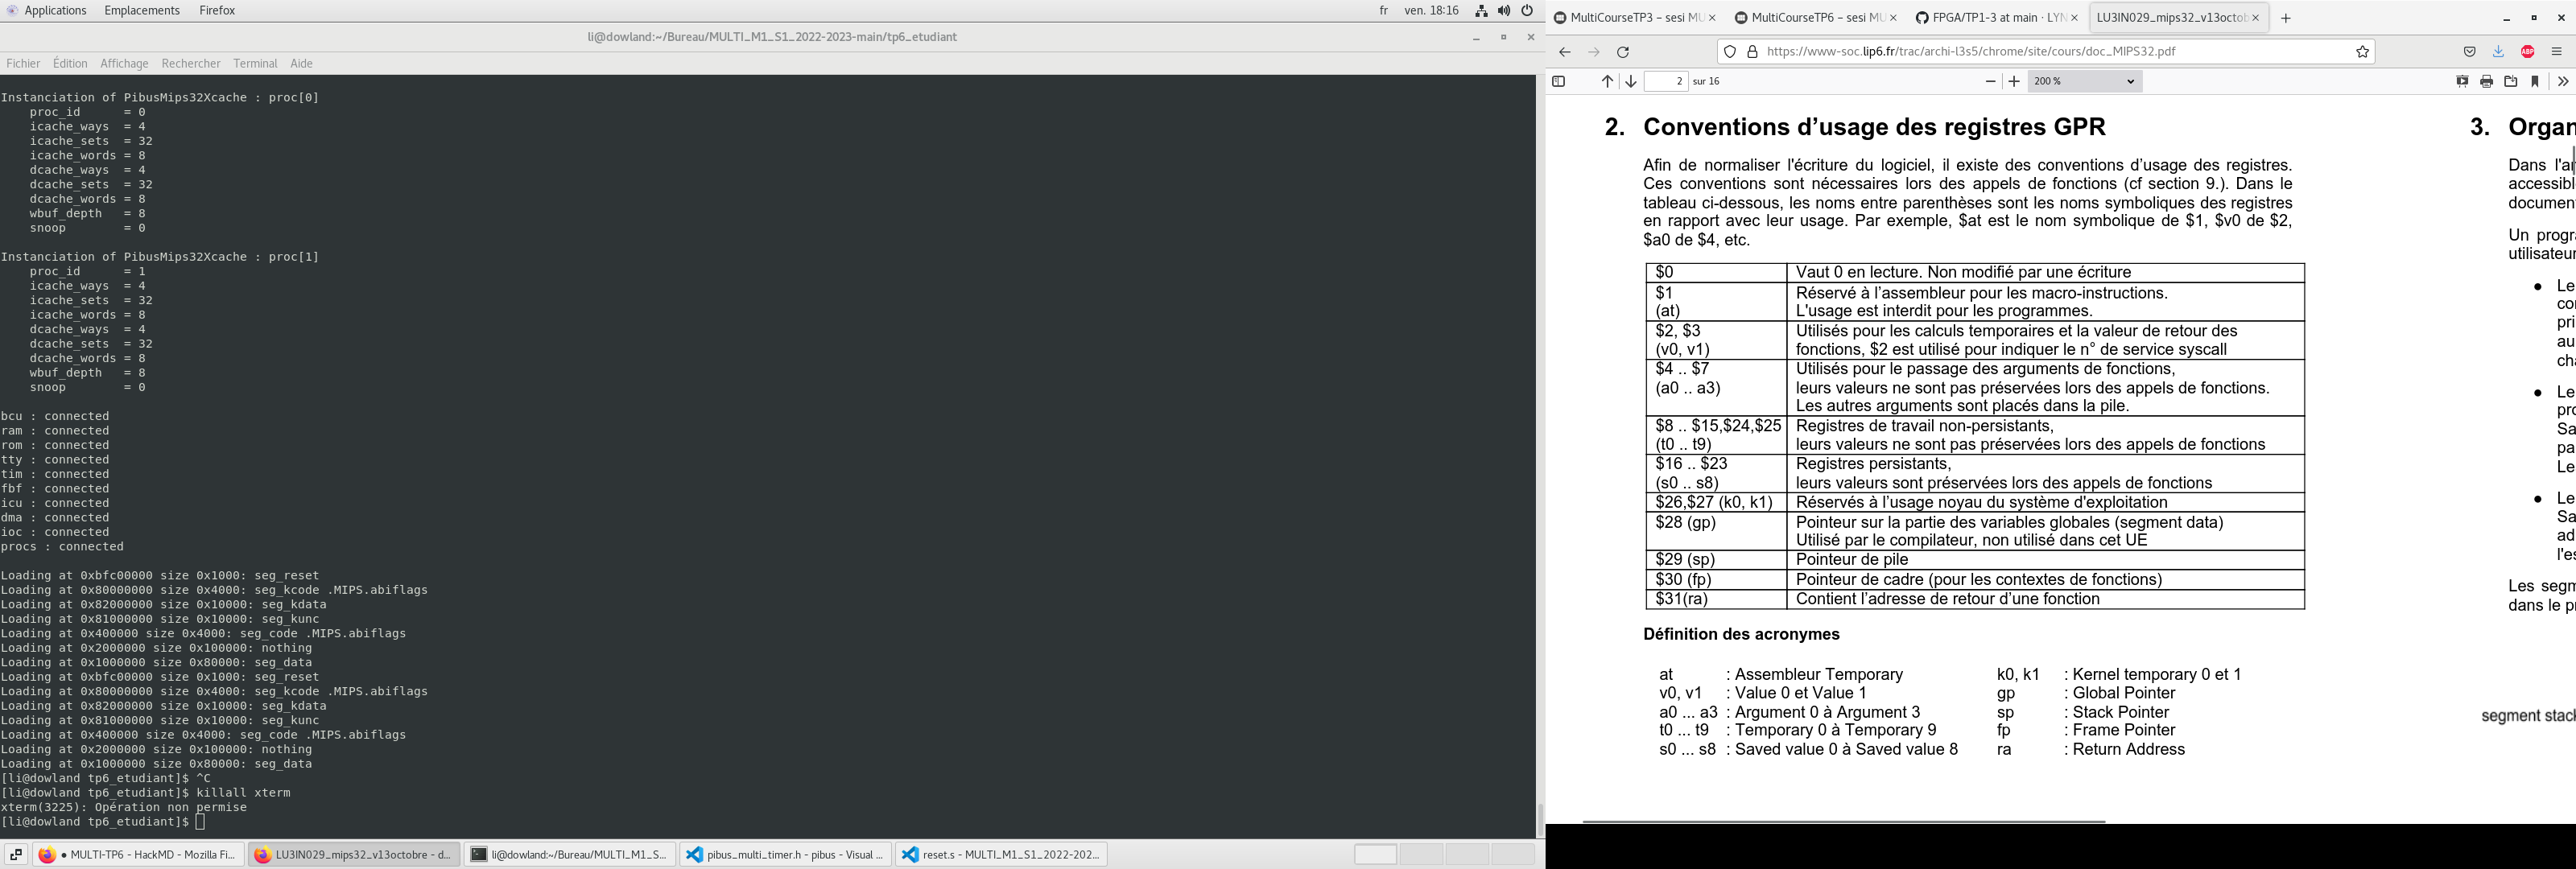 Applications Emplacements Firefox fr ven. 18:16
li@dowland:~/Bureau/MULTI_M1_S1_2022-2023-main/tp6_etudiant
Fichier Édition Affichage Rechercher Terminal Aide
Instanciation of PibusMips32Xcache : proc[0]
proc_id = 0
icache_ways = 4
icache_sets = 32
icache_words = 8
dcache_ways = 4
dcache_sets = 32
dcache_words = 8
wbuf_depth = 8
snoop = 0
Instanciation of PibusMips32Xcache : proc[1]
proc_id = 1
icache_ways = 4
icache_sets = 32
icache_words = 8
dcache_ways = 4
dcache_sets = 32
dcache_words = 8
wbuf_depth = 8
snoop = 0
bcu : connected
ram : connected
rom : connected
tty : connected
tim : connected
fbf : connected
icu : connected
dma : connected
ioc : connected
procs : connected
Loading at 0xbfc00000 size 0x1000: seg_reset
Loading at 0x80000000 size 0x4000: seg_kcode .MIPS.abiflags
Loading at 0x82000000 size 0x10000: seg_kdata
Loading at 0x81000000 size 0x10000: seg_kunc
Loading at 0x400000 size 0x4000: seg_code .MIPS.abiflags
Loading at 0x2000000 size 0x100000: nothing
Loading at 0x1000000 size 0x80000: seg_data
Loading at 0xbfc00000 size 0x1000: seg_reset
Loading at 0x80000000 size 0x4000: seg_kcode .MIPS.abiflags
Loading at 0x82000000 size 0x10000: seg_kdata
Loading at 0x81000000 size 0x10000: seg_kunc
Loading at 0x400000 size 0x4000: seg_code .MIPS.abiflags
Loading at 0x2000000 size 0x100000: nothing
Loading at 0x1000000 size 0x80000: seg_data
[li@dowland tp6_etudiant]$ ^C
[li@dowland tp6_etudiant]$ killall xterm
xterm(3225): Opération non permise
[li@dowland tp6_etudiant]$
● MULTI-TP6 - HackMD - Mozilla Fi... LU3IN029_mips32_v13octobre - d... li@dowland:~/Bureau/MULTI_M1_S... pibus_multi_timer.h - pibus - Visual ... reset.s - MULTI_M1_S1_2022-202...
MultiCourseTP3 – sesi MU MultiCourseTP6 – sesi MU FPGA/TP1-3 at main · LYN LU3IN029_mips32_v13octob
https://www-soc.lip6.fr/trac/archi-l3s5/chrome/site/cours/doc_MIPS32.pdf
2 sur 16 200 %
2. Conventions d’usage des registres GPR
Afin de normaliser l'écriture du logiciel, il existe des conventions d’usage des registres.
Ces conventions sont nécessaires lors des appels de fonctions (cf section 9.). Dans le
tableau ci-dessous, les noms entre parenthèses sont les noms symboliques des registres
en rapport avec leur usage. Par exemple, $at est le nom symbolique de $1, $v0 de $2,
$a0 de $4, etc.
$0 Vaut 0 en lecture. Non modifié par une écriture
$1 Réservé à l’assembleur pour les macro-instructions.
(at) L'usage est interdit pour les programmes.
$2, $3 Utilisés pour les calculs temporaires et la valeur de retour des
(v0, v1) fonctions, $2 est utilisé pour indiquer le n° de service syscall
$4 .. $7 Utilisés pour le passage des arguments de fonctions,
(a0 .. a3) leurs valeurs ne sont pas préservées lors des appels de fonctions.
Les autres arguments sont placés dans la pile.
$8 .. $15,$24,$25 Registres de travail non-persistants,
(t0 .. t9) leurs valeurs ne sont pas préservées lors des appels de fonctions
$16 .. $23 Registres persistants,
(s0 .. s8) leurs valeurs sont préservées lors des appels de fonctions
$26,$27 (k0, k1) Réservés à l’usage noyau du système d'exploitation
$28 (gp) Pointeur sur la partie des variables globales (segment data)
Utilisé par le compilateur, non utilisé dans cet UE
$29 (sp) Pointeur de pile
$30 (fp) Pointeur de cadre (pour les contextes de fonctions)
$31(ra) Contient l’adresse de retour d’une fonction
Définition des acronymes
at : Assembleur Temporary k0, k1 : Kernel temporary 0 et 1
v0, v1 : Value 0 et Value 1 gp : Global Pointer
a0 ... a3 : Argument 0 à Argument 3 sp : Stack Pointer
t0 ... t9 : Temporary 0 à Temporary 9 fp : Frame Pointer
s0 ... s8 : Saved value 0 à Saved value 8 ra : Return Address
3. Organ
Dans l'a
accessibl
documen
Un progr
utilisateur
● Le
co
pri
au
ch
● Le
pro
Sa
pa
Le
● Le
Sa
ad
l'es
Les segm
dans le p
segment stack